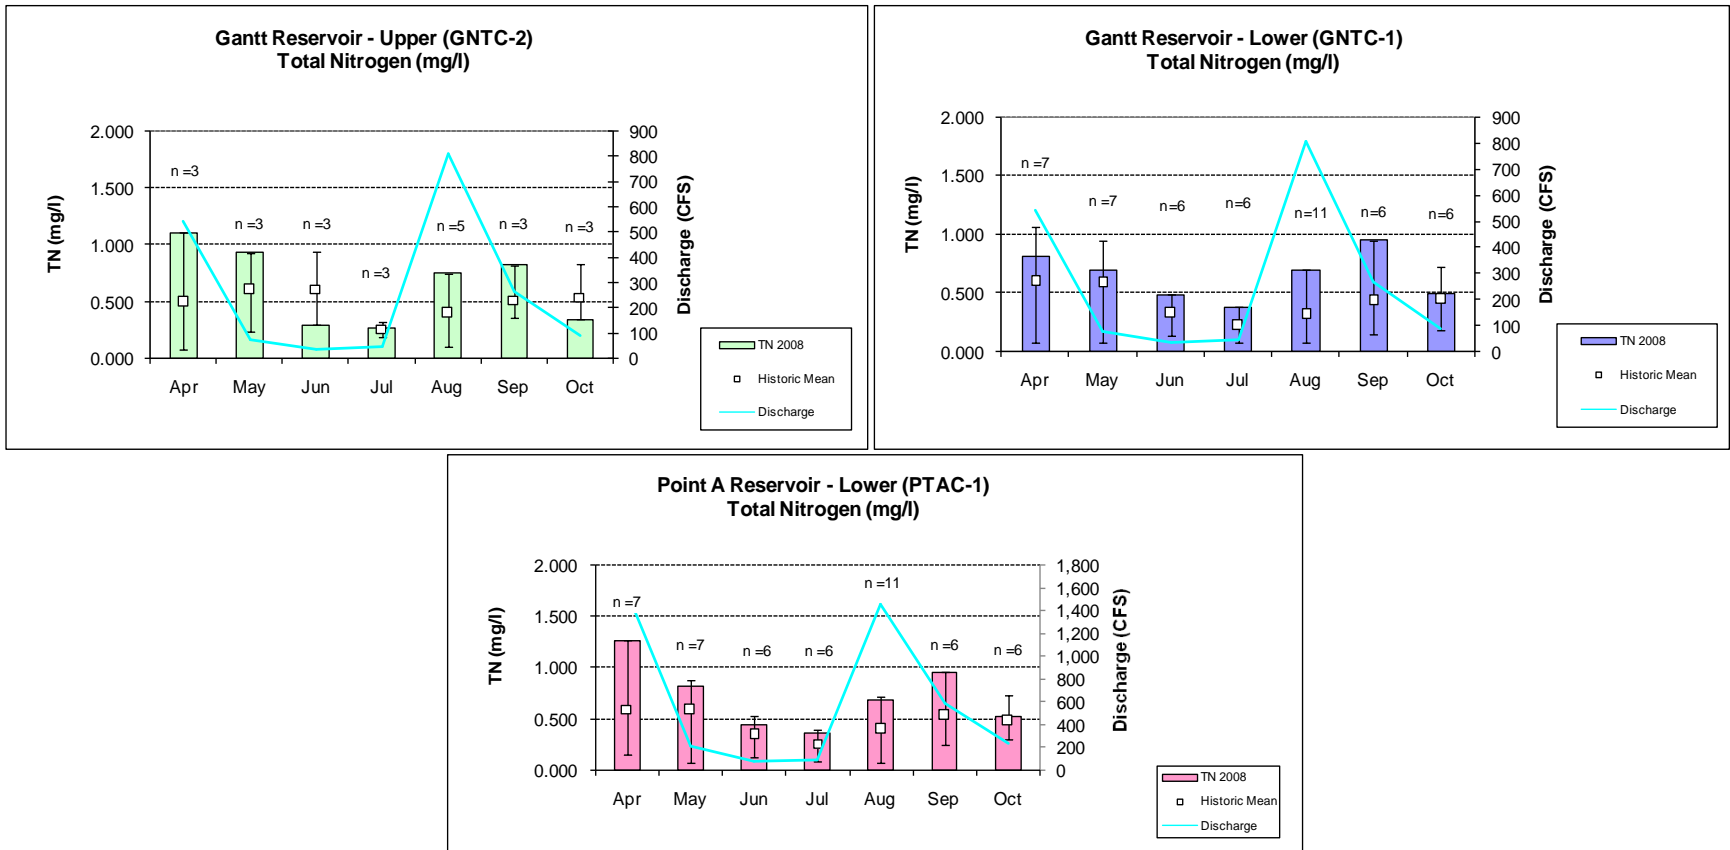 Gantt Reservoir - Upper (GNTC-2)
Total Nitrogen (mg/l)
TN (mg/l)
2.000
1.500
1.000
0.500
0.000
n =3
n =3
n =3
n =3
n =5
n =3
n =3
900
800
700
600
500
400
300
200
100
0
Discharge (CFS)
Apr May Jun Jul Aug Sep Oct
TN 2008
Historic Mean
Discharge
Gantt Reservoir - Lower (GNTC-1)
Total Nitrogen (mg/l)
TN (mg/l)
2.000
1.500
1.000
0.500
0.000
n =7
n =7
n=6
n=6
n=11
n=6
n=6
900
800
700
600
500
400
300
200
100
0
Discharge (CFS)
Apr May Jun Jul Aug Sep Oct
TN 2008
Historic Mean
Discharge
Point A Reservoir - Lower (PTAC-1)
Total Nitrogen (mg/l)
TN (mg/l)
2.000
1.500
1.000
0.500
0.000
n=7
n =7
n =6
n =6
n =11
n =6
n =6
1,800
1,600
1,400
1,200
1,000
800
600
400
200
0
Discharge (CFS)
Apr May Jun Jul Aug Sep Oct
TN 2008
Historic Mean
Discharge